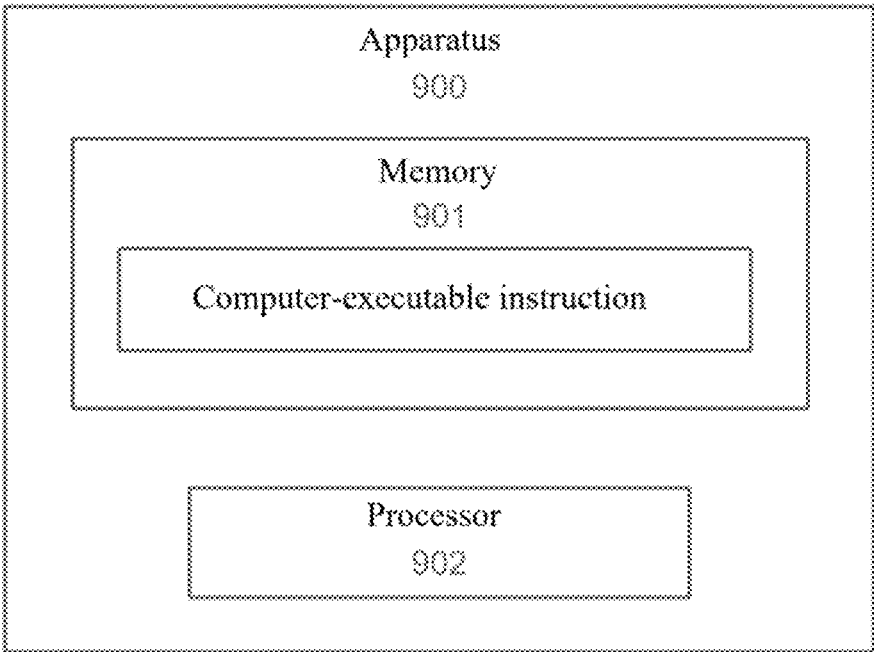 Apparatus
900
Memory
901
Computer-executable instruction
Processor
902